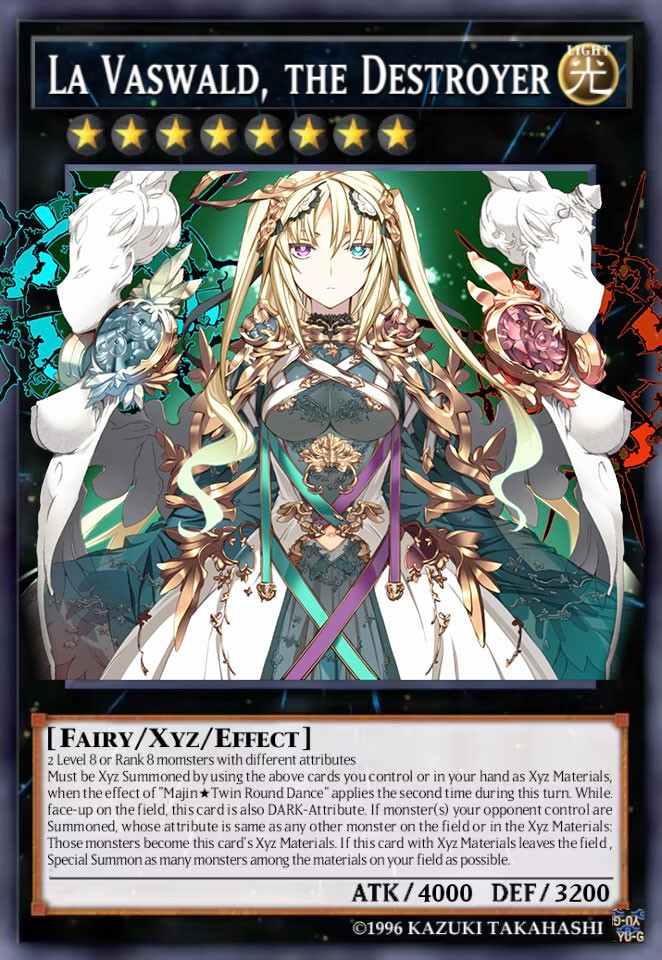 La Vaswald, the Destroyer
LIGHT
光
[Fairy/Xyz/Effect]
2 Level 8 or Rank 8 momsters with different attributes
Must be Xyz Summoned by using the above cards you control or in your hand as Xyz Materials,
when the effect of "Majin★Twin Round Dance" applies the second time during this turn. While
face-up on the field, this card is also DARK-Attribute. If monster(s) your opponent control are
Summoned, whose attribute is same as any other monster on the field or in the Xyz Materials:
Those monsters become this card's Xyz Materials. If this card with Xyz Materials leaves the field ,
Special Summon as many monsters among the materials on your field as possible.
ATK/4000 DEF/3200
©1996 KAZUKI TAKAHASHI
YU-G